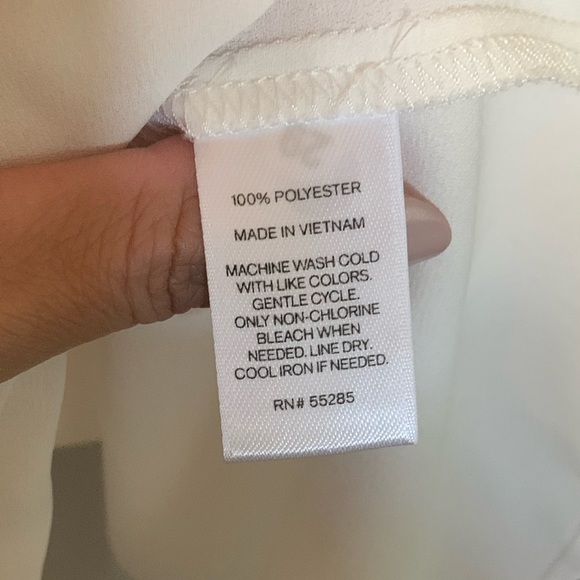 100% POLYESTER
MADE IN VIETNAM
MACHINE WASH COLD
WITH LIKE COLORS.
GENTLE CYCLE.
ONLY NON-CHLORINE
BLEACH WHEN
NEEDED. LINE DRY.
COOL IRON IF NEEDED.
RN# 55285